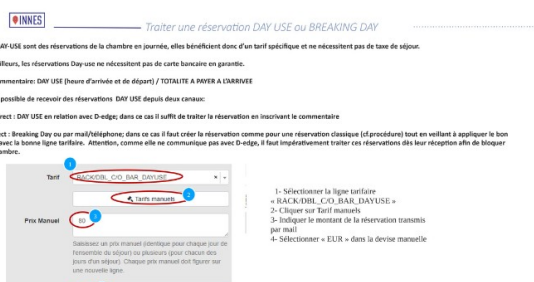 INNES
Traiter une réservation DAY USE ou BREAKING DAY
AY-USE sont des réservations de la chambre en journée, elles bénéficient donc d'un tarif spécifique et ne nécessitent pas de taxe de séjour.
illeurs, les réservations Day-use ne nécessitent pas de carte bancaire en garantie.
mmentaire: DAY USE (heure d'arrivée et de départ) / TOTALITE A PAYER A L'ARRIVEE
possible de recevoir des réservations DAY USE depuis deux canaux:
rect : DAY USE en relation avec D-edge; dans ce cas il suffit de traiter la réservation en inscrivant le commentaire
ect : Breaking Day ou par mail/téléphone; dans ce cas il faut créer la réservation comme pour une réservation classique (cf.procédure) tout en veillant à appliquer le bon
avec la bonne ligne tarifaire. Attention, comme elle ne communique pas avec D-edge, il faut impérativement traiter ces réservations dès leur réception afin de bloquer
ambre.
1
Tarif RACK/DBL_C/O_BAR_DAYUSE
Tarifs manuels 2
Prix Manuel 80 3
Saisissez un prix manuel (identique pour chaque jour de
l'ensemble du séjour) ou plusieurs (pour chacun des
jours d'un séjour). Chaque prix manuel doit figurer sur
une nouvelle ligne.
1- Sélectionner la ligne tarifaire
« RACK/DBL_C/O_BAR_DAYUSE »
2- Cliquer sur Tarif manuels
3- Indiquer le montant de la réservation transmis
par mail
4- Sélectionner « EUR » dans la devise manuelle